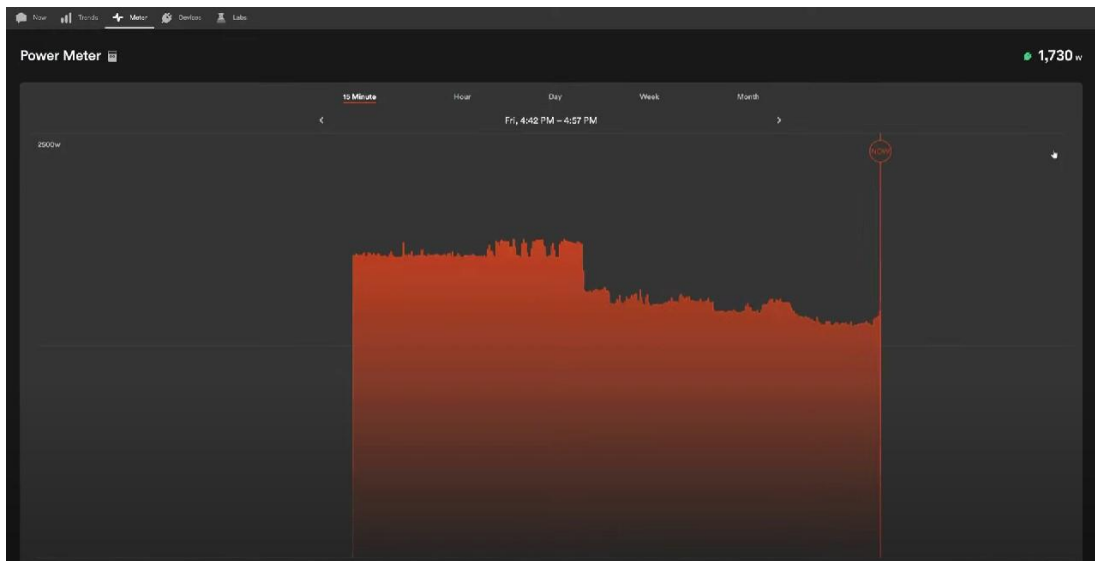 Now Trends Meter Devices Labs
Power Meter
1,730 w
15 Minute Hour Day Week Month
Fri, 4:42 PM – 4:57 PM
2500w
NOW